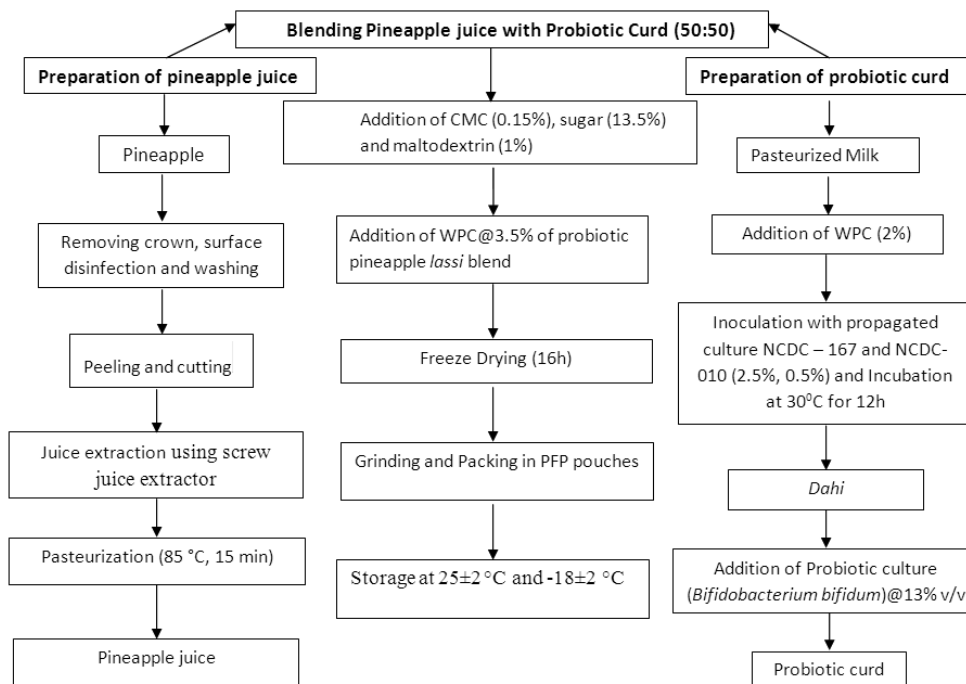 Blending Pineapple juice with Probiotic Curd (50:50)
Preparation of pineapple juice
Pineapple
Removing crown, surface
disinfection and washing
Peeling and cutting
Juice extraction using screw
juice extractor
Pasteurization (85 °C, 15 min)
Pineapple juice
Addition of CMC (0.15%), sugar (13.5%)
and maltodextrin (1%)
Addition of WPC@3.5% of probiotic
pineapple lassi blend
Freeze Drying (16h)
Grinding and Packing in PFP pouches
Storage at 25±2 °C and -18±2 °C
Preparation of probiotic curd
Pasteurized Milk
Addition of WPC (2%)
Inoculation with propagated
culture NCDC – 167 and NCDC-
010 (2.5%, 0.5%) and Incubation
at 30⁰C for 12h
Dahi
Addition of Probiotic culture
(Bifidobacterium bifidum)@13% v/v
Probiotic curd